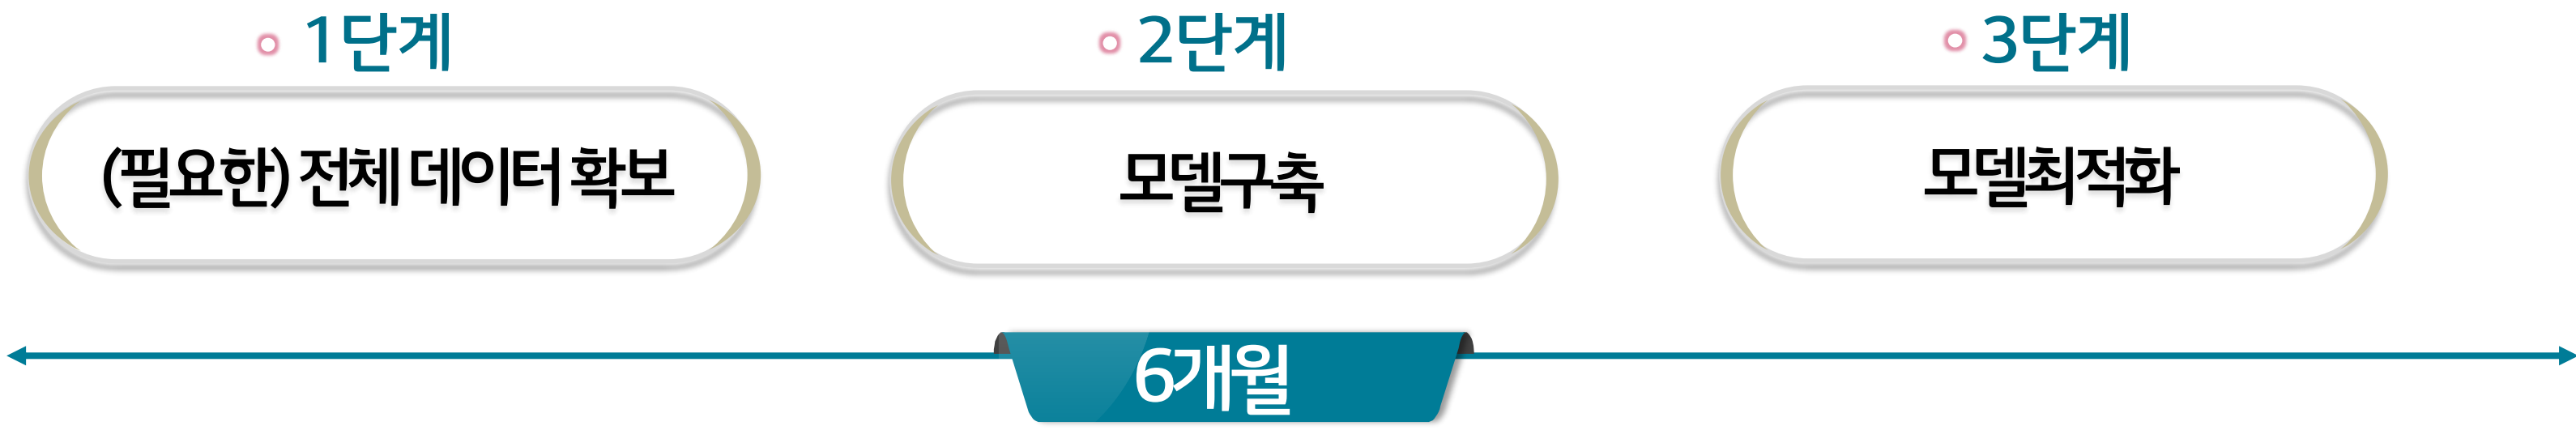 1단계
2단계
3단계
(필요한) 전체 데이터 확보
모델구축
모델최적화
6개월